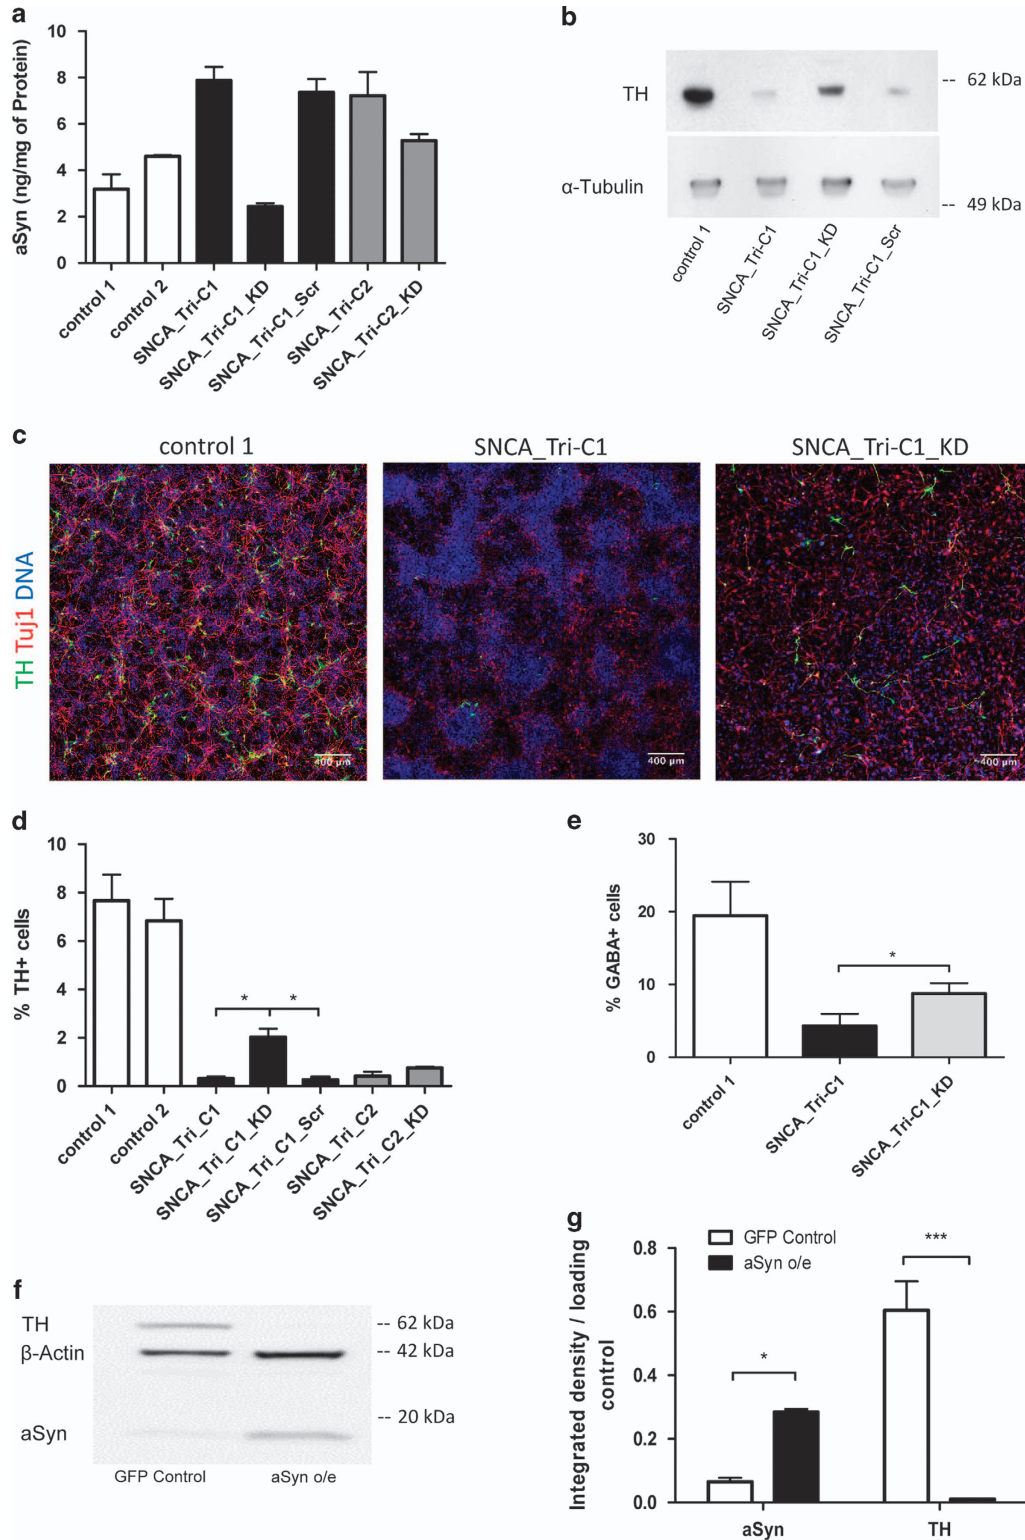 a
aSyn (ng/mg of Protein)
10
8
6
4
2
0
control 1
control 2
SNCA_Tri-C1
SNCA_Tri-C1_KD
SNCA_Tri-C1_Scr
SNCA_Tri-C2
SNCA_Tri-C2_KD
b
TH
-- 62 kDa
α-Tubulin
-- 49 kDa
control 1
SNCA_Tri-C1
SNCA_Tri-C1_KD
SNCA_Tri-C1_Scr
c
control 1
SNCA_Tri-C1
SNCA_Tri-C1_KD
TH Tuj1 DNA
400 µm
400 µm
400 µm
d
% TH+ cells
10
8
6
4
2
0
*
*
control 1
control 2
SNCA_Tri_C1
SNCA_Tri_C1_KD
SNCA_Tri_C1_Scr
SNCA_Tri_C2
SNCA_Tri_C2_KD
e
% GABA+ cells
30
20
10
0
*
control 1
SNCA_Tri-C1
SNCA_Tri-C1_KD
f
TH
-- 62 kDa
β-Actin
-- 42 kDa
-- 20 kDa
aSyn
GFP Control
aSyn o/e
g
Integrated density / loading
control
0.8
0.6
0.4
0.2
0.0
GFP Control
aSyn o/e
*
***
aSyn
TH